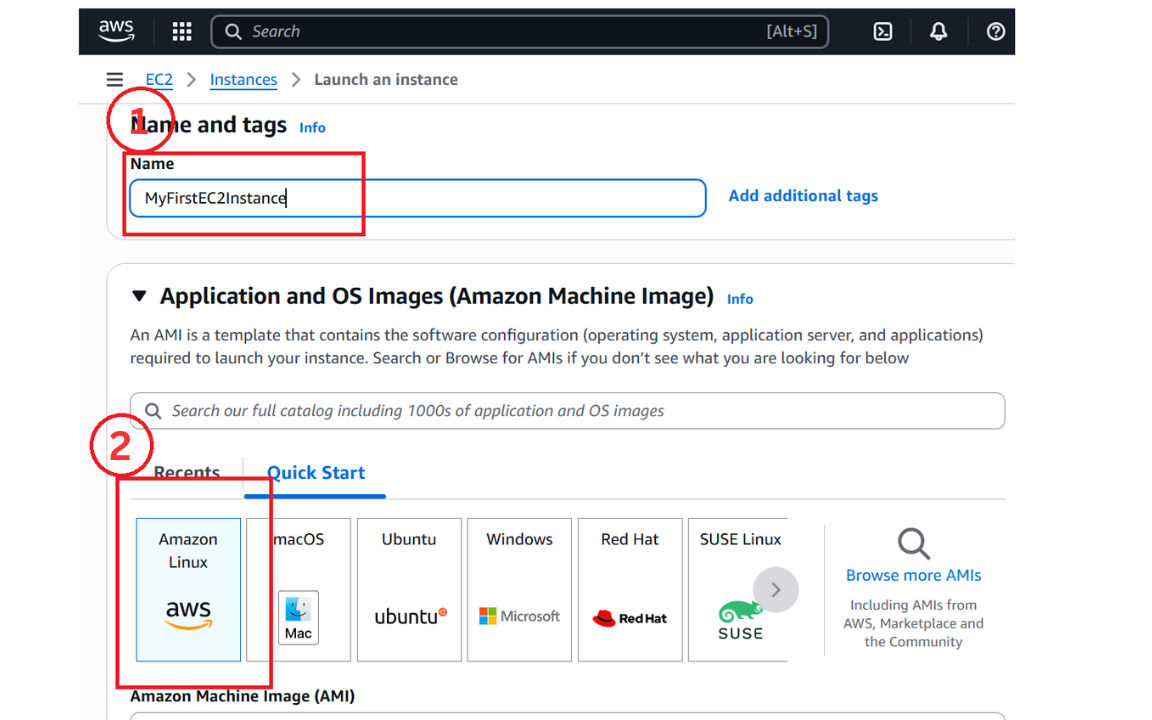 aws
Search [Alt+S]
EC2 > Instances > Launch an instance
1
Name and tags Info
Name
MyFirstEC2Instance
Add additional tags
Application and OS Images (Amazon Machine Image) Info
An AMI is a template that contains the software configuration (operating system, application server, and applications)
required to launch your instance. Search or Browse for AMIs if you don't see what you are looking for below
Search our full catalog including 1000s of application and OS images
2
Recents Quick Start
Amazon
Linux
aws
macOS
Mac
Ubuntu
ubuntu
Windows
Microsoft
Red Hat
Red Hat
SUSE Linux
SUSE
Browse more AMIs
Including AMIs from
AWS, Marketplace and
the Community
Amazon Machine Image (AMI)